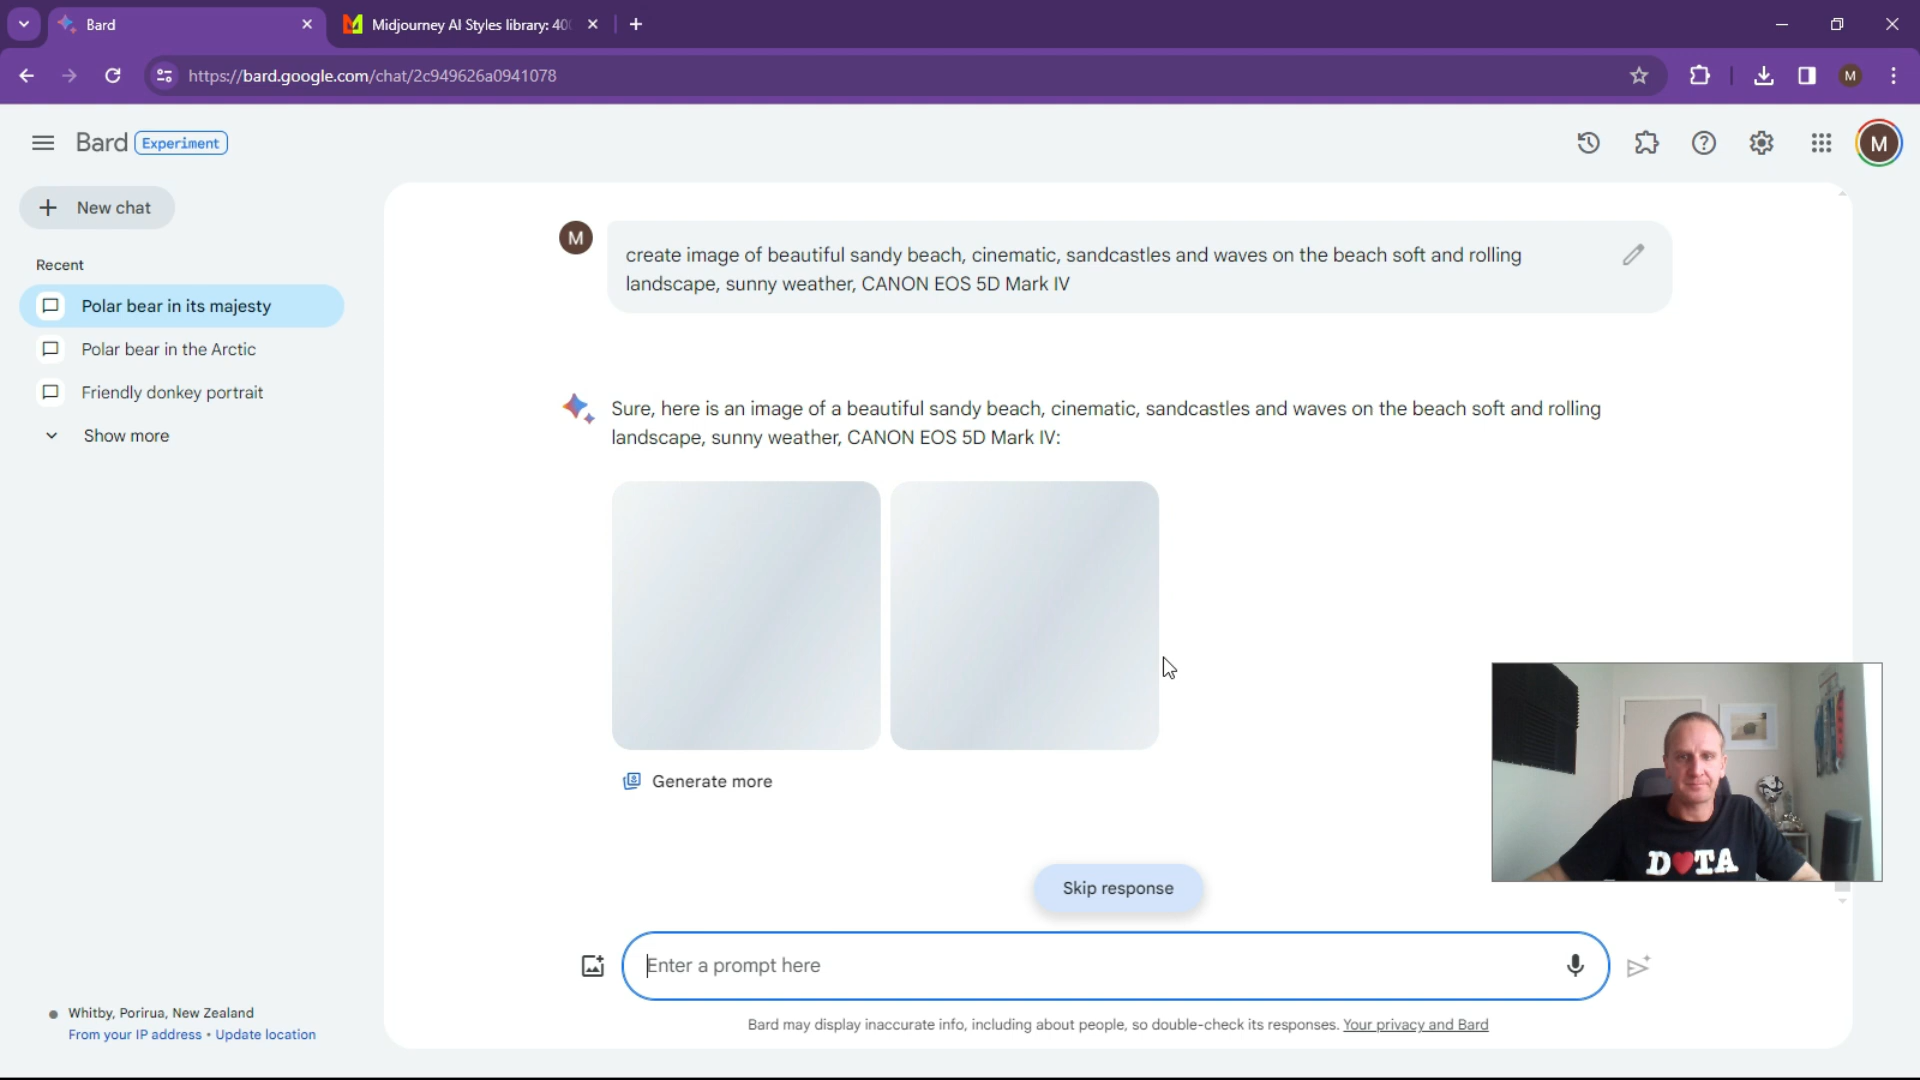 Bard
Midjourney AI Styles library: 40
https://bard.google.com/chat/2c949626a0941078
M
Bard Experiment
M
New chat
Recent
Polar bear in its majesty
Polar bear in the Arctic
Friendly donkey portrait
Show more
M
create image of beautiful sandy beach, cinematic, sandcastles and waves on the beach soft and rolling
landscape, sunny weather, CANON EOS 5D Mark IV
Sure, here is an image of a beautiful sandy beach, cinematic, sandcastles and waves on the beach soft and rolling
landscape, sunny weather, CANON EOS 5D Mark IV:
Generate more
D♥TA
Skip response
Enter a prompt here
Bard may display inaccurate info, including about people, so double-check its responses. Your privacy and Bard
Whitby, Porirua, New Zealand
From your IP address • Update location